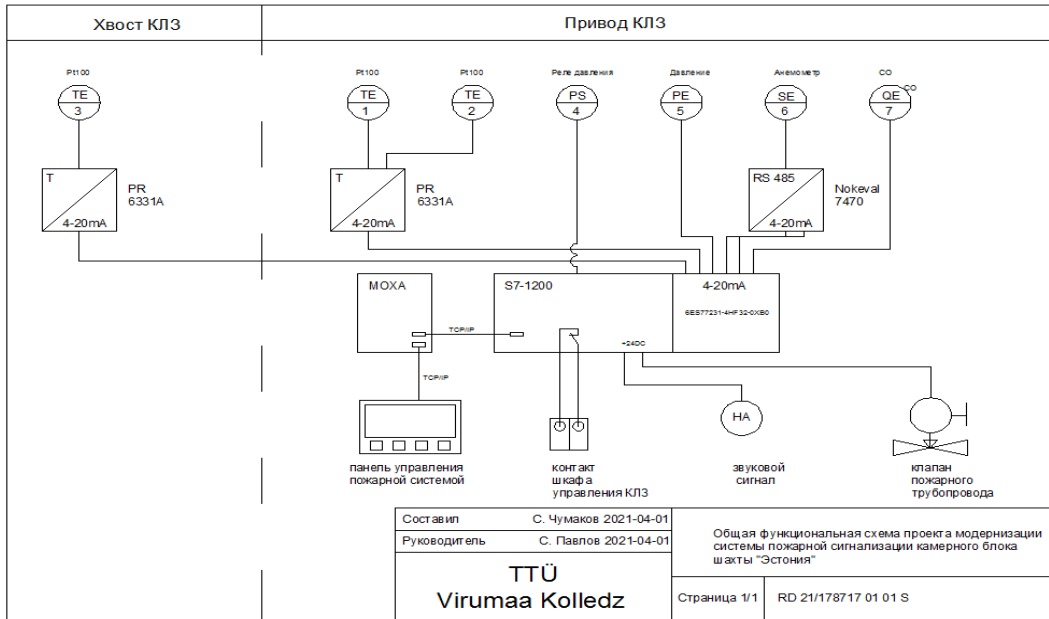 Хвост КЛЗ
Привод КЛЗ
Pt100
Pt100
Pt100
Реле давления
Давление
Анемометр
CO
TE
3
TE
1
TE
2
PS
4
PE
5
SE
6
QE
7
CO
T
4-20mA
PR
6331A
T
4-20mA
PR
6331A
RS 485
4-20mA
Nokeval
7470
MOXA
S7-1200
4-20mA
6ES77231-4HF32-0XB0
TCP/IP
+24DC
TCP/IP
HA
панель управления
пожарной системой
контакт
шкафа
управления КЛЗ
звуковой
сигнал
клапан
пожарного
трубопровода
Составил С. Чумаков 2021-04-01
Руководитель С. Павлов 2021-04-01
TTÜ
Virumaa Kolledz
Общая функциональная схема проекта модернизации
системы пожарной сигнализации камерного блока
шахты "Эстония"
Страница 1/1
RD 21/178717 01 01 S